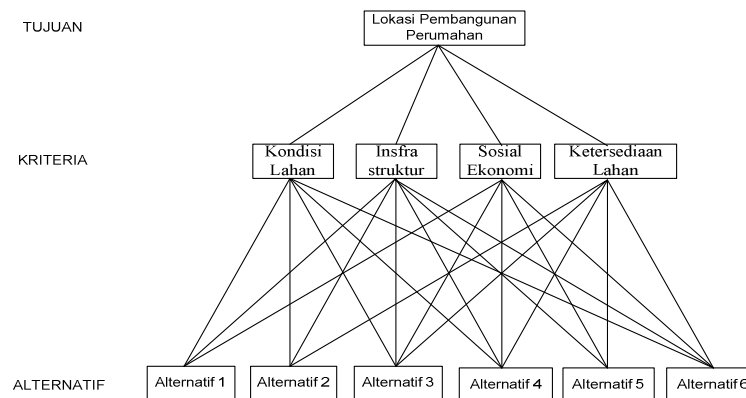 TUJUAN
Lokasi Pembangunan
Perumahan
KRITERIA
Kondisi
Lahan
Insfra
struktur
Sosial
Ekonomi
Ketersediaan
Lahan
ALTERNATIF
Alternatif 1
Alternatif 2
Alternatif 3
Alternatif 4
Alternatif 5
Alternatif 6